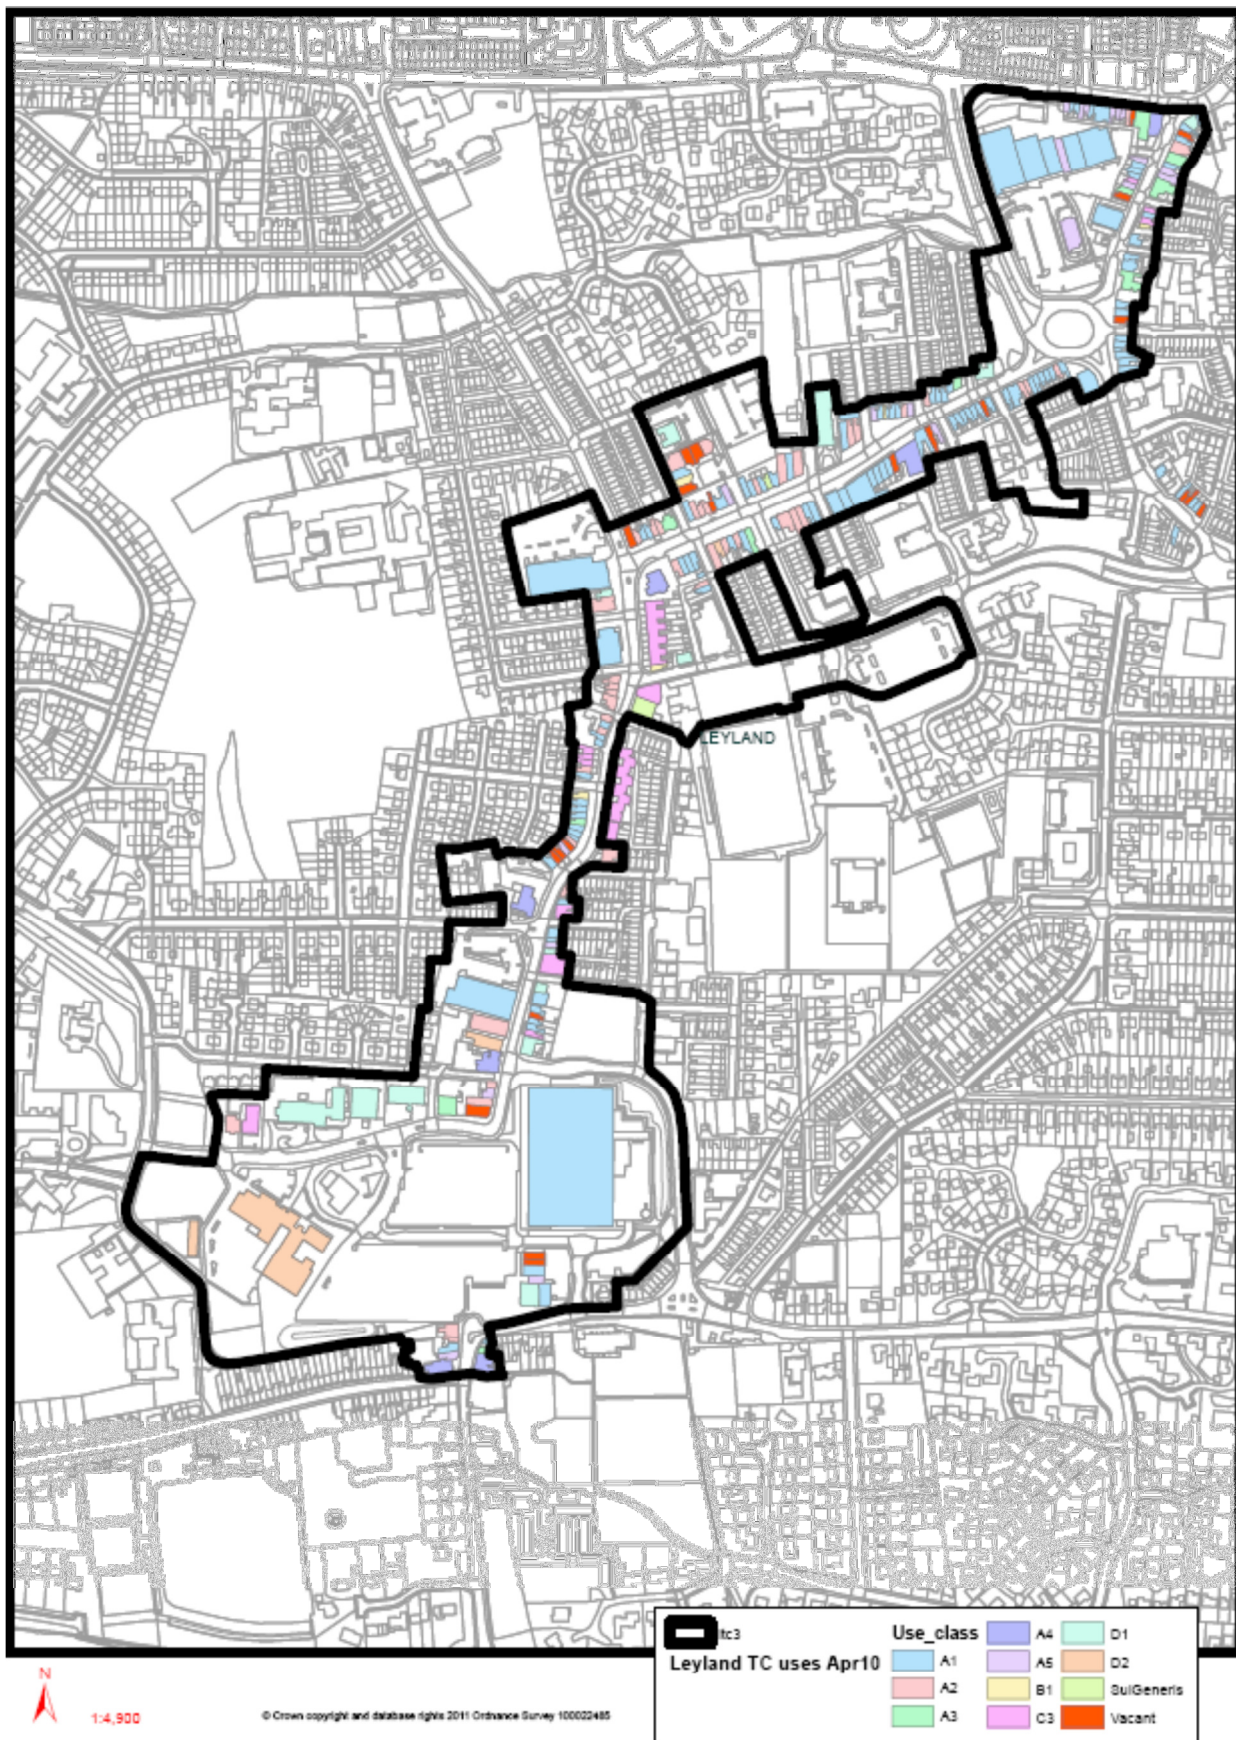 LEYLAND
ltc3
Leyland TC uses Apr10
Use_class
A1
A2
A3
A4
A5
B1
C3
D1
D2
SuiGeneris
Vacant
N
1:4,900
© Crown copyright and database rights 2011 Ordnance Survey 100022485